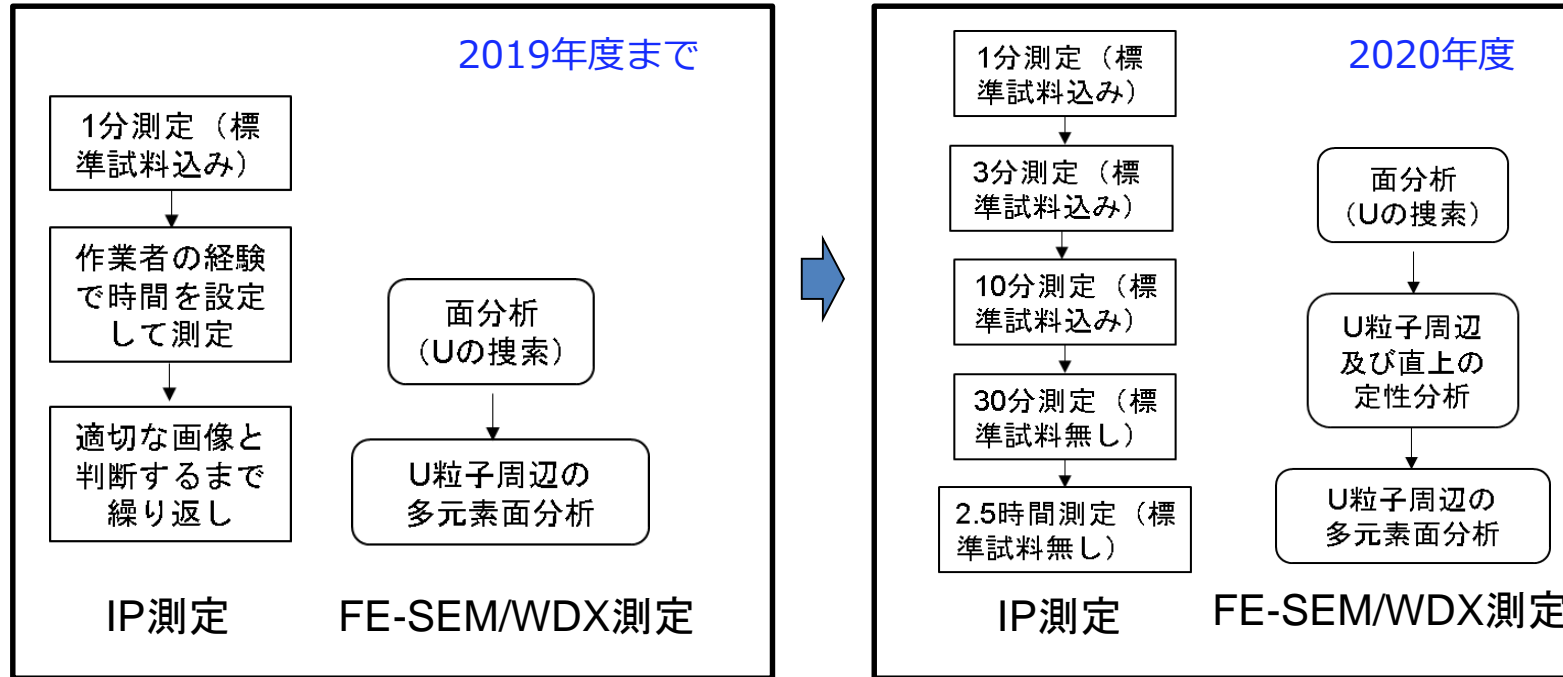 2019年度まで
1分測定（標
準試料込み）
作業者の経験
で時間を設定
して測定
適切な画像と
判断するまで
繰り返し
IP測定
面分析
（Uの捜索）
U粒子周辺の
多元素面分析
FE-SEM/WDX測定
2020年度
1分測定（標
準試料込み）
3分測定（標
準試料込み）
10分測定（標
準試料込み）
30分測定（標
準試料無し）
2.5時間測定（標
準試料無し）
IP測定
面分析
（Uの捜索）
U粒子周辺
及び直上の
定性分析
U粒子周辺の
多元素面分析
FE-SEM/WDX測定